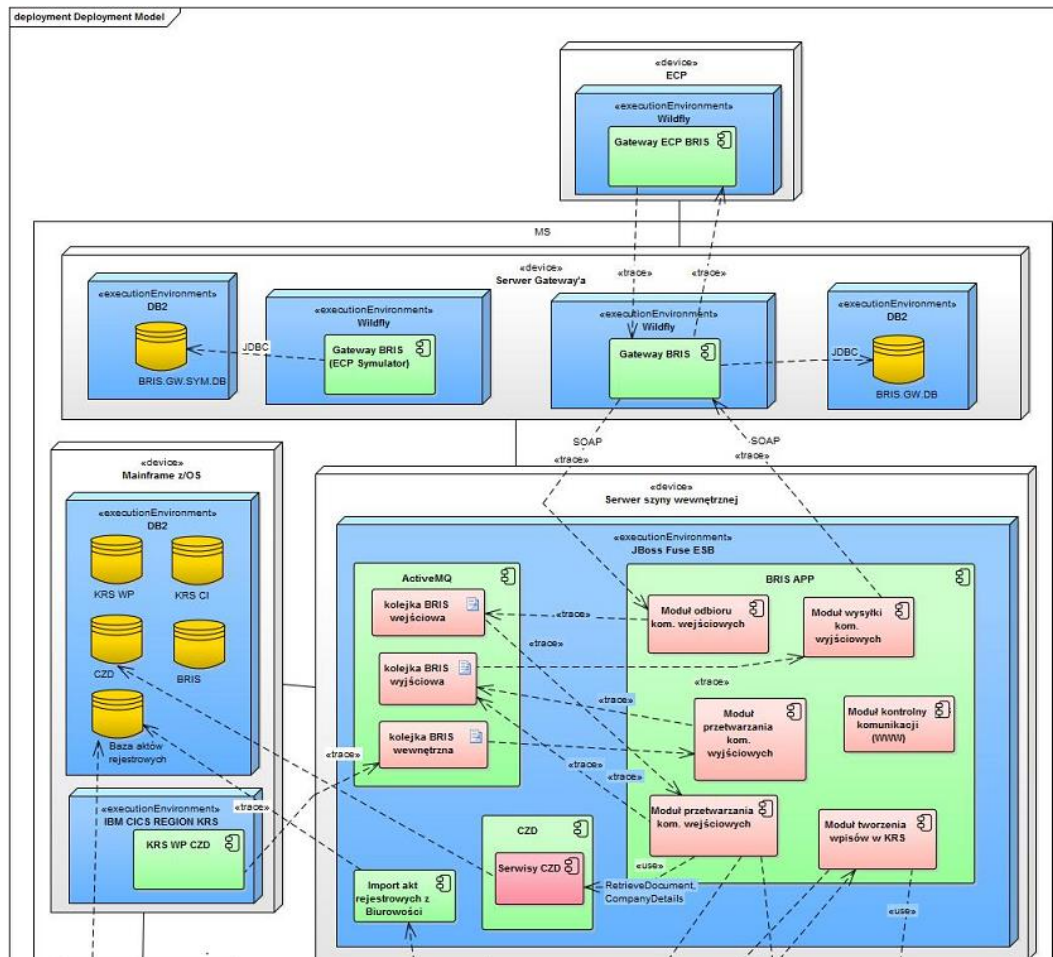 deployment Deployment Model
«device»
ECP
«executionEnvironment»
Wildfly
Gateway ECP BRIS
MS
«trace»
«trace»
«device»
Serwer Gateway'a
«executionEnvironment»
DB2
BRIS.GW.SYM.DB
JDBC
«executionEnvironment»
Wildfly
Gateway BRIS
(ECP Symulator)
«executionEnvironment»
Wildfly
Gateway BRIS
JDBC
«executionEnvironment»
DB2
BRIS.GW.DB
SOAP
«trace»
SOAP
«trace»
«device»
Mainframe z/OS
«executionEnvironment»
DB2
KRS WP
KRS CI
CZD
BRIS
Baza aktów
rejestrowych
«executionEnvironment»
IBM CICS REGION KRS
KRS WP CZD
«trace»
«trace»
«device»
Serwer szyny wewnętrznej
«executionEnvironment»
JBoss Fuse ESB
ActiveMQ
kolejka BRIS
wejściowa
kolejka BRIS
wyjściowa
kolejka BRIS
wewnętrzna
«trace»
«trace»
«trace»
«trace»
«trace»
«trace»
BRIS APP
Moduł odbioru
kom. wejściowych
Moduł wysyłki
kom.
wyjściowych
Moduł
przetwarzania
kom.
wyjściowych
Moduł kontrolny
komunikacji
(WWW)
Moduł przetwarzania
kom. wejściowych
Moduł tworzenia
wpisów w KRS
CZD
Serwisy CZD
«use»
RetrieveDocument,
CompanyDetails
«use»
Import akt
rejestrowych z
Biurowości